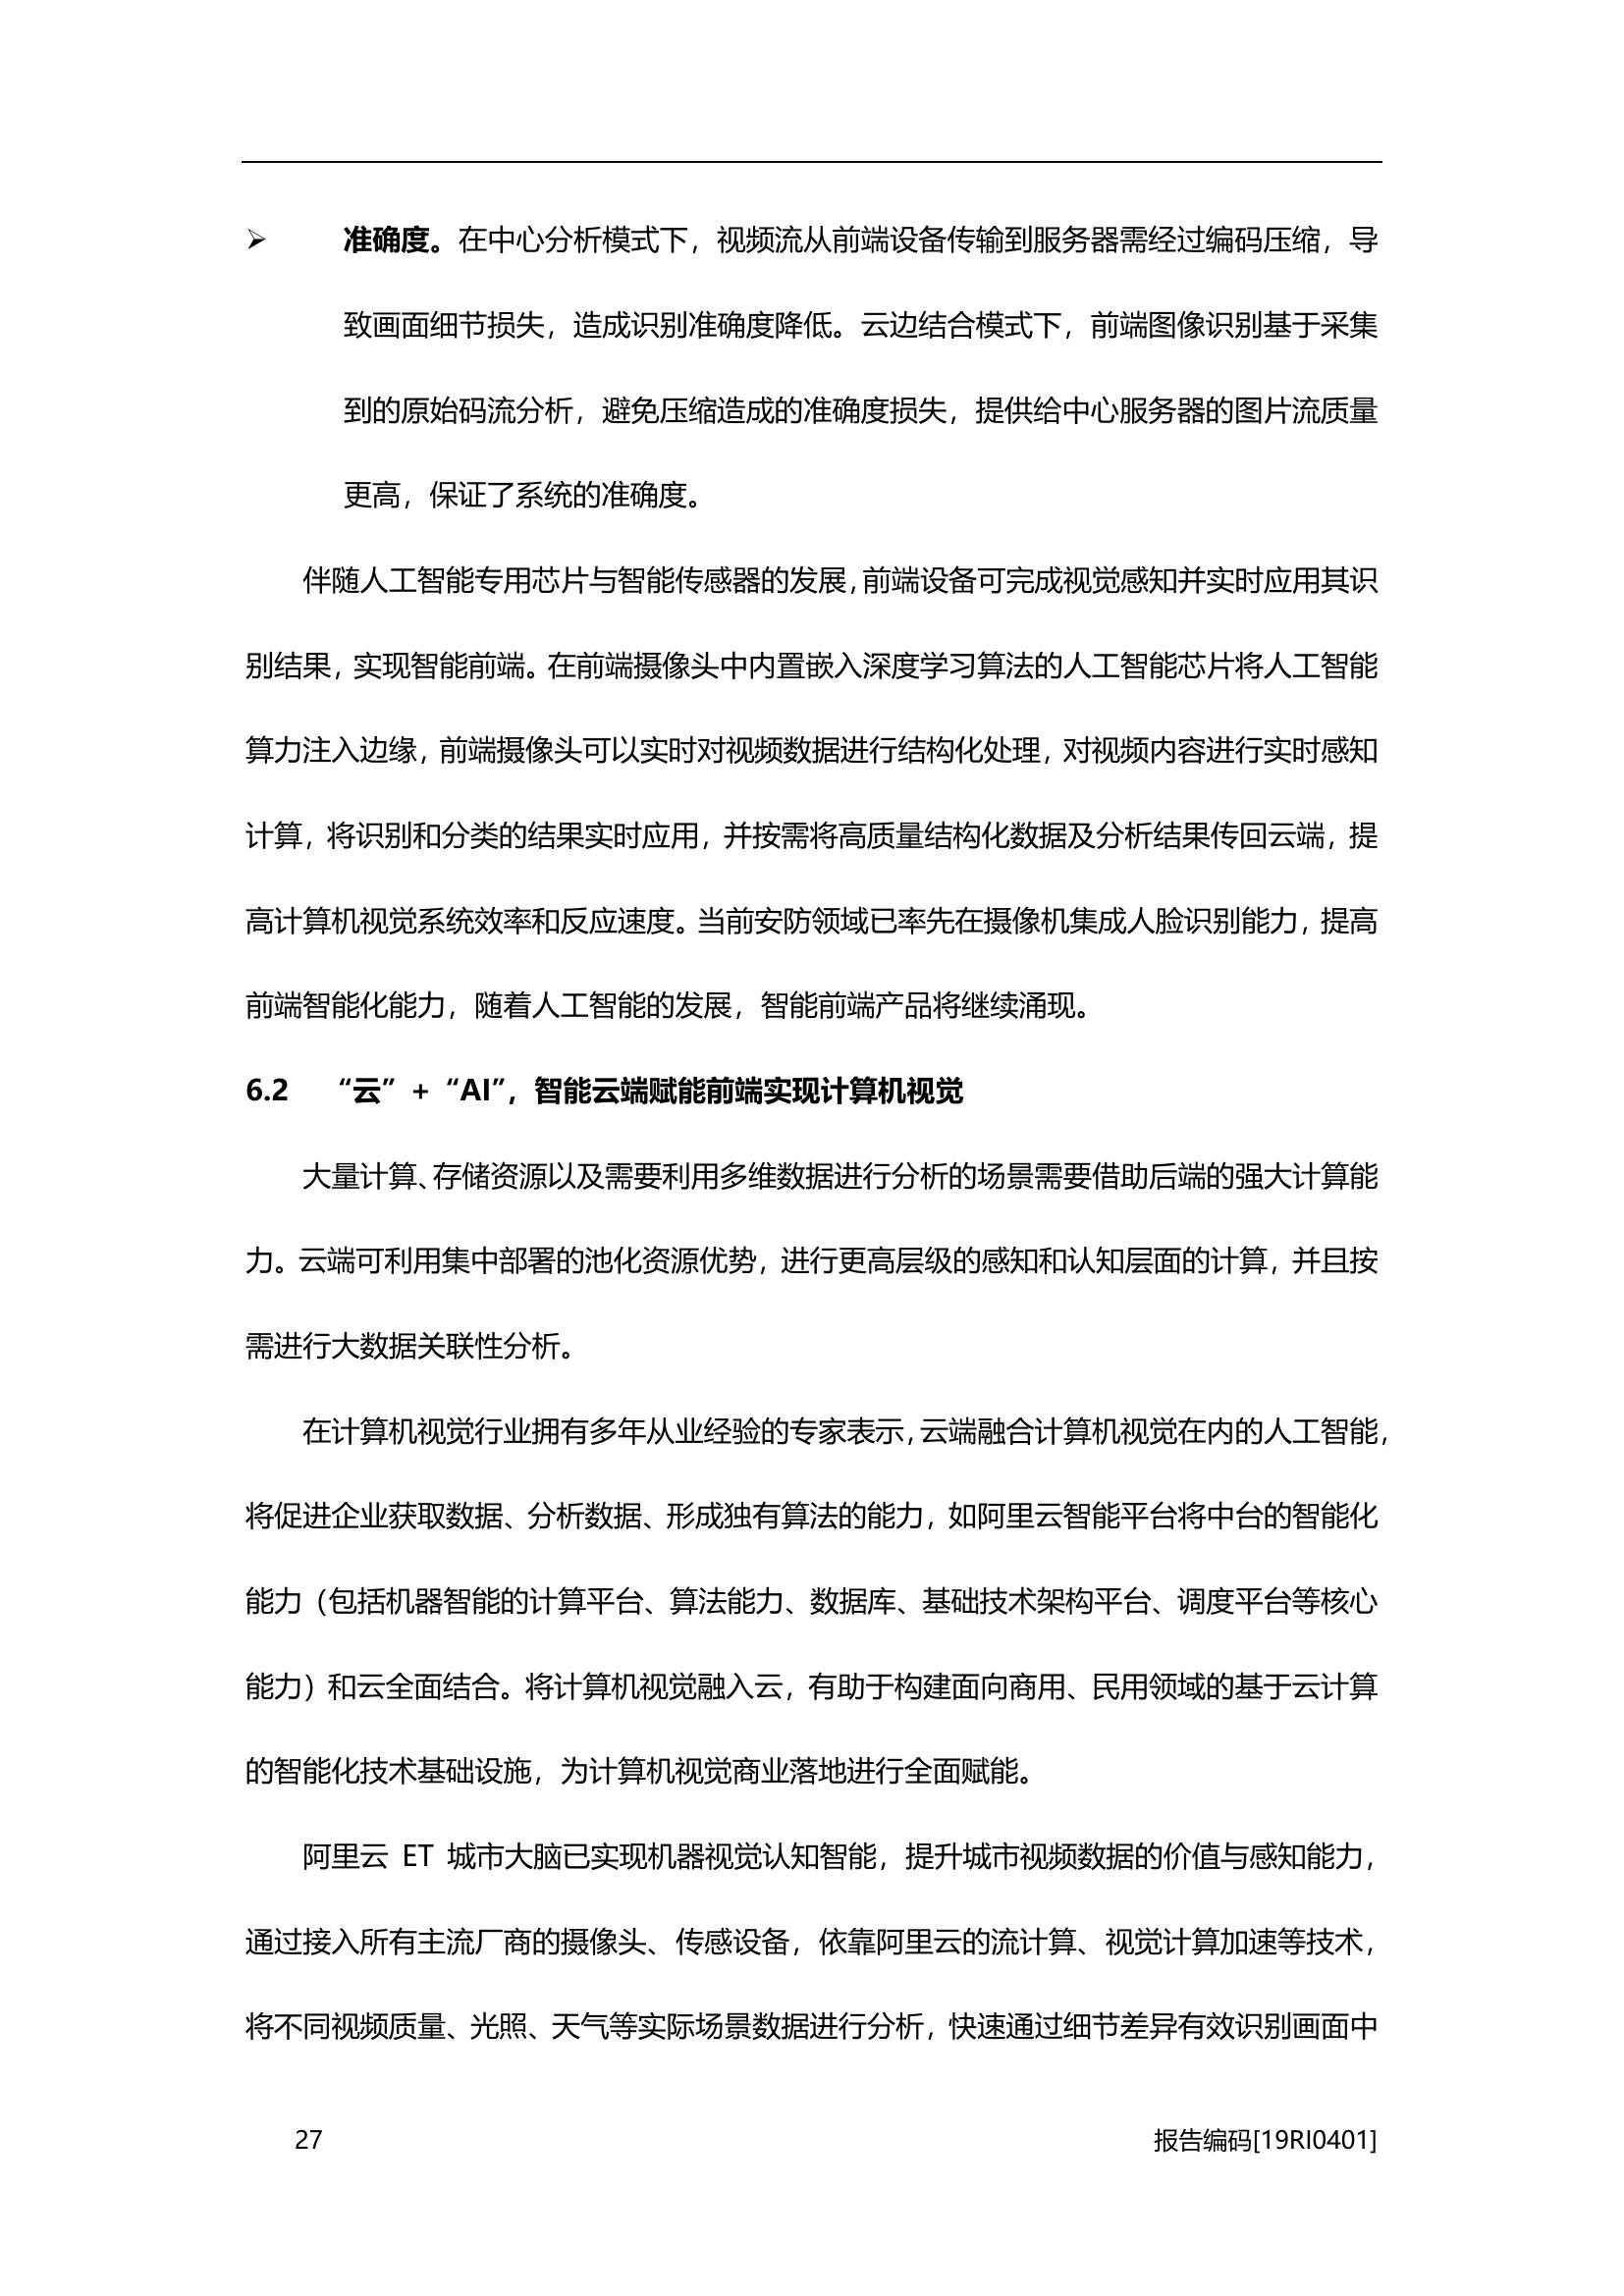 ➢ 准确度。在中心分析模式下，视频流从前端设备传输到服务器需经过编码压缩，导
致画面细节损失，造成识别准确度降低。云边结合模式下，前端图像识别基于采集
到的原始码流分析，避免压缩造成的准确度损失，提供给中心服务器的图片流质量
更高，保证了系统的准确度。
伴随人工智能专用芯片与智能传感器的发展，前端设备可完成视觉感知并实时应用其识
别结果，实现智能前端。在前端摄像头中内置嵌入深度学习算法的人工智能芯片将人工智能
算力注入边缘，前端摄像头可以实时对视频数据进行结构化处理，对视频内容进行实时感知
计算，将识别和分类的结果实时应用，并按需将高质量结构化数据及分析结果传回云端，提
高计算机视觉系统效率和反应速度。当前安防领域已率先在摄像机集成人脸识别能力，提高
前端智能化能力，随着人工智能的发展，智能前端产品将继续涌现。
6.2 “云”+“AI”，智能云端赋能前端实现计算机视觉
大量计算、存储资源以及需要利用多维数据进行分析的场景需要借助后端的强大计算能
力。云端可利用集中部署的池化资源优势，进行更高层级的感知和认知层面的计算，并且按
需进行大数据关联性分析。
在计算机视觉行业拥有多年从业经验的专家表示，云端融合计算机视觉在内的人工智能，
将促进企业获取数据、分析数据、形成独有算法的能力，如阿里云智能平台将中台的智能化
能力（包括机器智能的计算平台、算法能力、数据库、基础技术架构平台、调度平台等核心
能力）和云全面结合。将计算机视觉融入云，有助于构建面向商用、民用领域的基于云计算
的智能化技术基础设施，为计算机视觉商业落地进行全面赋能。
阿里云 ET 城市大脑已实现机器视觉认知智能，提升城市视频数据的价值与感知能力，
通过接入所有主流厂商的摄像头、传感设备，依靠阿里云的流计算、视觉计算加速等技术，
将不同视频质量、光照、天气等实际场景数据进行分析，快速通过细节差异有效识别画面中
27 报告编码[19RI0401]